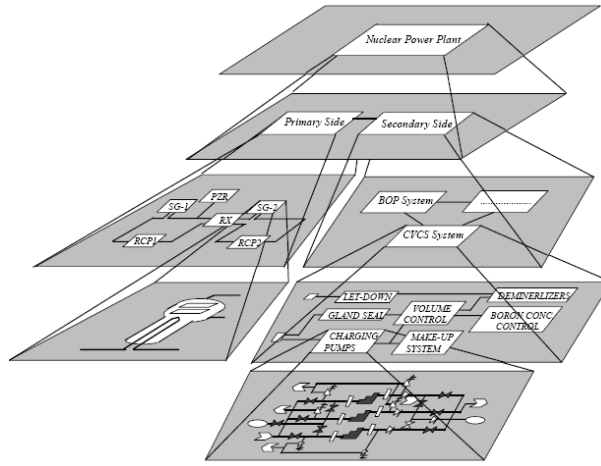 Nuclear Power Plant
Primary Side
Secondary Side
PZR
SG-1
SG-2
RX
RCP1
RCP2
BOP System
....................
CVCS System
LET-DOWN
DEMINERLIZERS
GLAND SEAL
VOLUME
CONTROL
BORON CONC.
CONTROL
CHARGING
PUMPS
MAKE-UP
SYSTEM